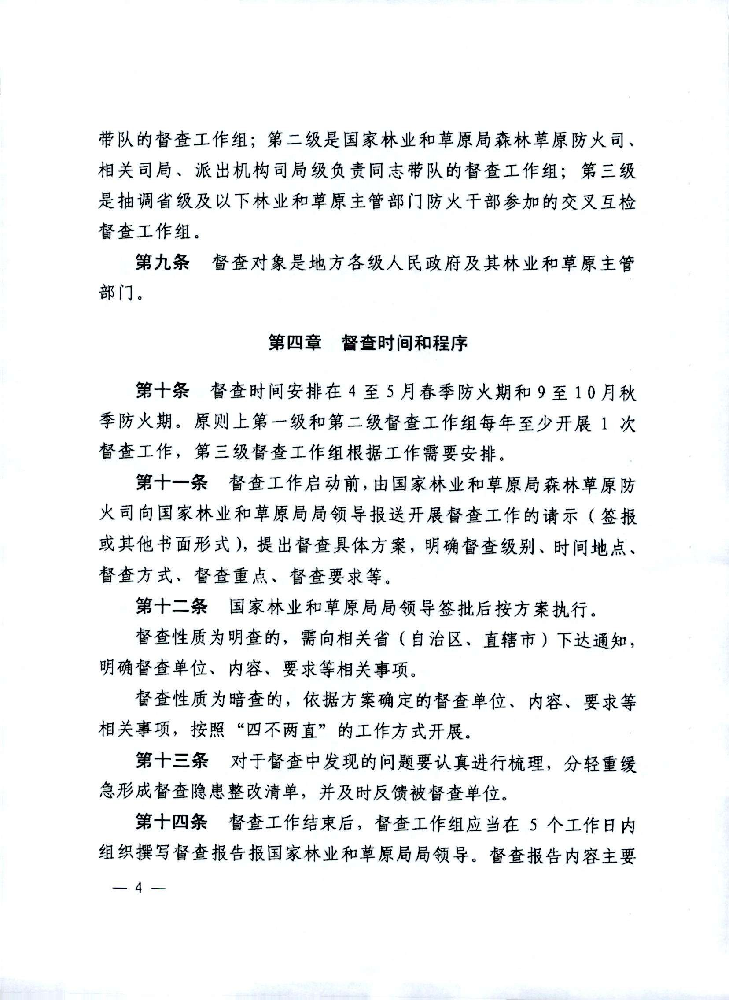 带队的督查工作组；第二级是国家林业和草原局森林草原防火司、
相关司局、派出机构司局级负责同志带队的督查工作组；第三级
是抽调省级及以下林业和草原主管部门防火干部参加的交叉互检
督查工作组。
第九条　督查对象是地方各级人民政府及其林业和草原主管
部门。
第四章　督查时间和程序
第十条　督查时间安排在 4 至 5 月春季防火期和 9 至 10 月秋
季防火期。原则上第一级和第二级督查工作组每年至少开展 1 次
督查工作，第三级督查工作组根据工作需要安排。
第十一条　督查工作启动前，由国家林业和草原局森林草原防
火司向国家林业和草原局局领导报送开展督查工作的请示（签报
或其他书面形式），提出督查具体方案，明确督查级别、时间地点、
督查方式、督查重点、督查要求等。
第十二条　国家林业和草原局局领导签批后按方案执行。
督查性质为明查的，需向相关省（自治区、直辖市）下达通知，
明确督查单位、内容、要求等相关事项。
督查性质为暗查的，依据方案确定的督查单位、内容、要求等
相关事项，按照“四不两直”的工作方式开展。
第十三条　对于督查中发现的问题要认真进行梳理，分轻重缓
急形成督查隐患整改清单，并及时反馈被督查单位。
第十四条　督查工作结束后，督查工作组应当在 5 个工作日内
组织撰写督查报告报国家林业和草原局局领导。督查报告内容主要
— 4 —